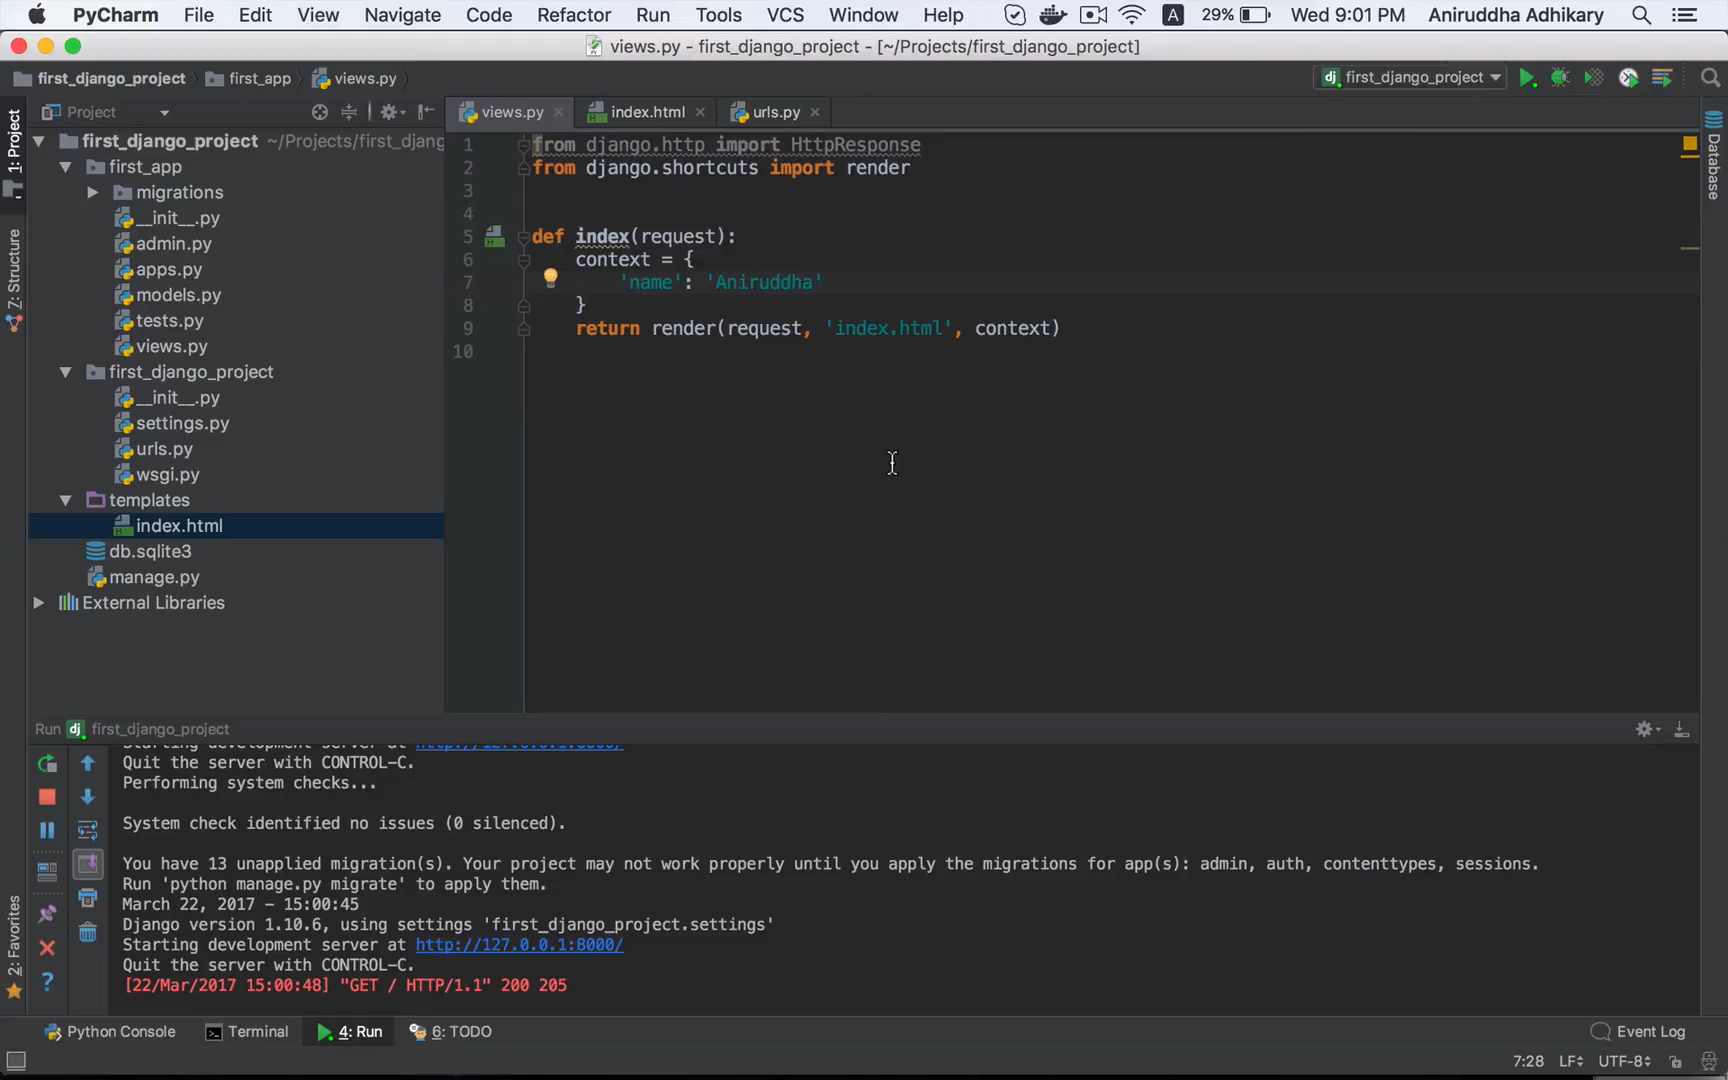 PyCharm File Edit View Navigate Code Refactor Run Tools VCS Window Help A 29% Wed 9:01 PM Aniruddha Adhikary
views.py - first_django_project - [~/Projects/first_django_project]
first_django_project first_app views.py first_django_project
Project views.py index.html urls.py
1: Project
Z: Structure
2: Favorites
Database
first_django_project ~/Projects/first_djang
first_app
migrations
__init__.py
admin.py
apps.py
models.py
tests.py
views.py
first_django_project
__init__.py
settings.py
urls.py
wsgi.py
templates
index.html
db.sqlite3
manage.py
External Libraries
1 from django.http import HttpResponse
2 from django.shortcuts import render
3
4
5 def index(request):
6 context = {
7 'name': 'Aniruddha'
8 }
9 return render(request, 'index.html', context)
10
Run first_django_project
Starting development server at http://127.0.0.1:8000/
Quit the server with CONTROL-C.
Performing system checks...
System check identified no issues (0 silenced).
You have 13 unapplied migration(s). Your project may not work properly until you apply the migrations for app(s): admin, auth, contenttypes, sessions.
Run 'python manage.py migrate' to apply them.
March 22, 2017 - 15:00:45
Django version 1.10.6, using settings 'first_django_project.settings'
Starting development server at http://127.0.0.1:8000/
Quit the server with CONTROL-C.
[22/Mar/2017 15:00:48] "GET / HTTP/1.1" 200 205
Python Console Terminal 4: Run 6: TODO Event Log
7:28 LF UTF-8